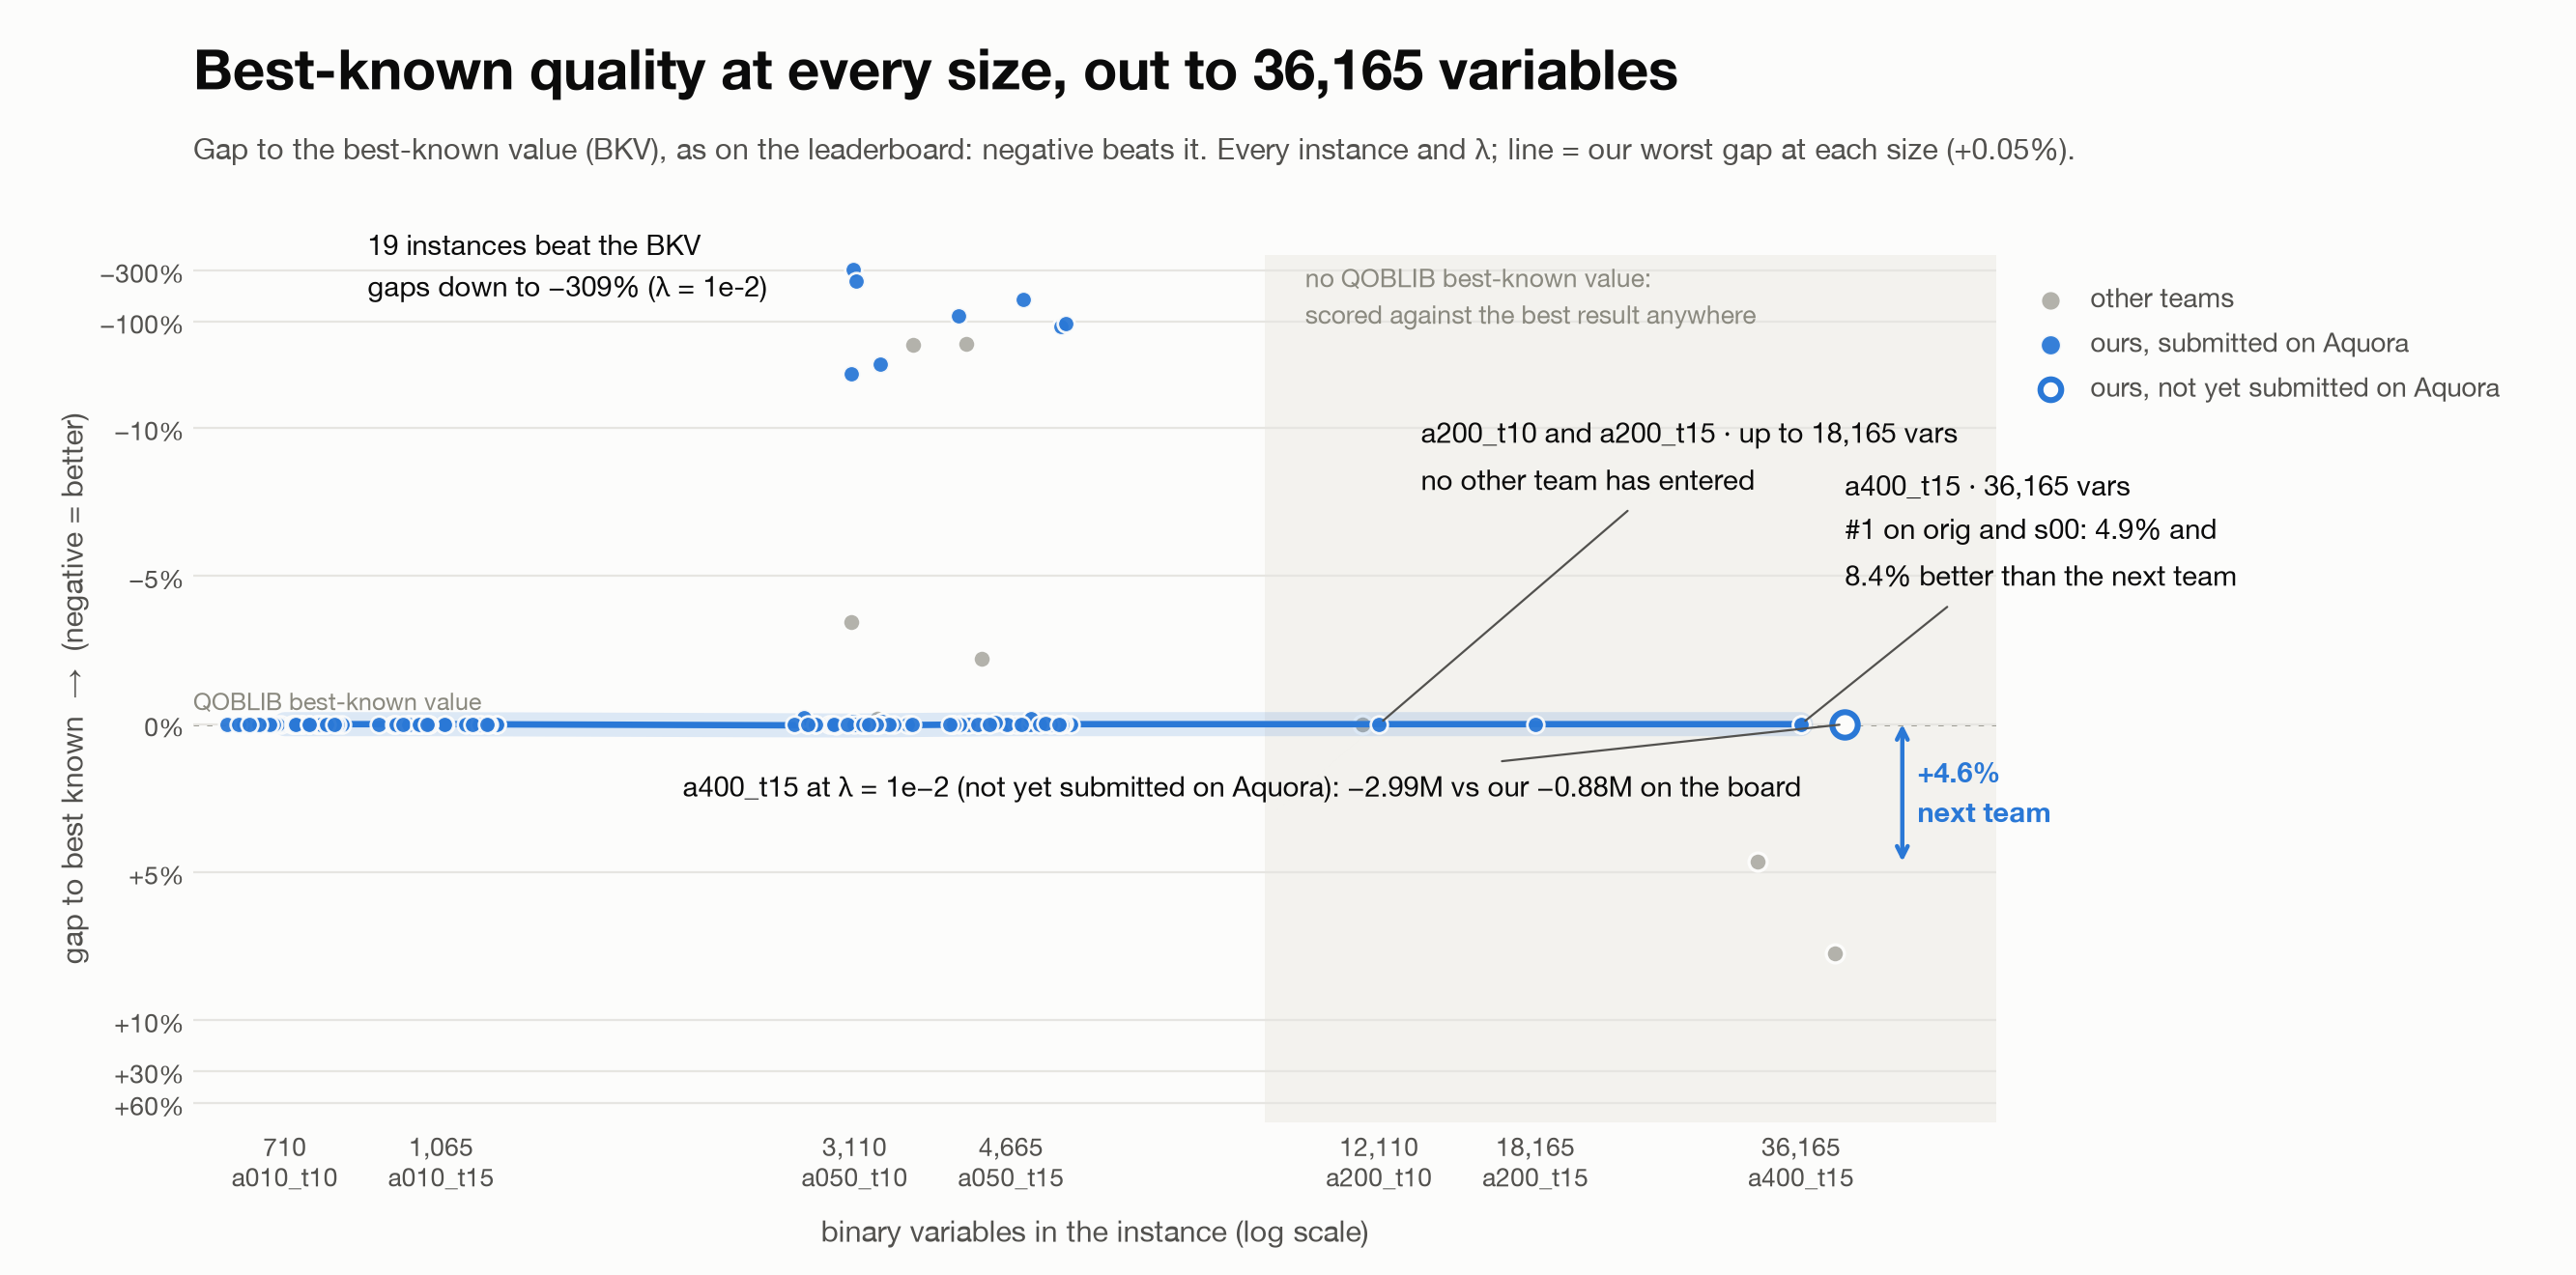 Best-known quality at every size, out to 36,165 variables
Gap to the best-known value (BKV), as on the leaderboard: negative beats it. Every instance and λ; line = our worst gap at each size (+0.05%).
19 instances beat the BKV
gaps down to −309% (λ = 1e-2)
no QOBLIB best-known value:
scored against the best result anywhere
other teams
ours, submitted on Aquora
ours, not yet submitted on Aquora
a200_t10 and a200_t15 · up to 18,165 vars
no other team has entered
a400_t15 · 36,165 vars
#1 on orig and s00: 4.9% and
8.4% better than the next team
QOBLIB best-known value
a400_t15 at λ = 1e−2 (not yet submitted on Aquora): −2.99M vs our −0.88M on the board
+4.6%
next team
gap to best known → (negative = better)
−300%
−100%
−10%
−5%
0%
+5%
+10%
+30%
+60%
710
a010_t10
1,065
a010_t15
3,110
a050_t10
4,665
a050_t15
12,110
a200_t10
18,165
a200_t15
36,165
a400_t15
binary variables in the instance (log scale)